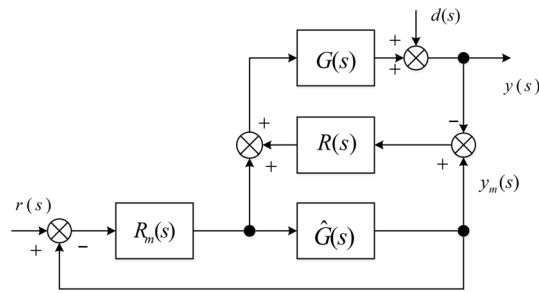 d(s)
+
G(s)
+
y(s)
+
−
+
R(s)
+
+
y_m(s)
r(s)
+
−
R_m(s)
Ĝ(s)